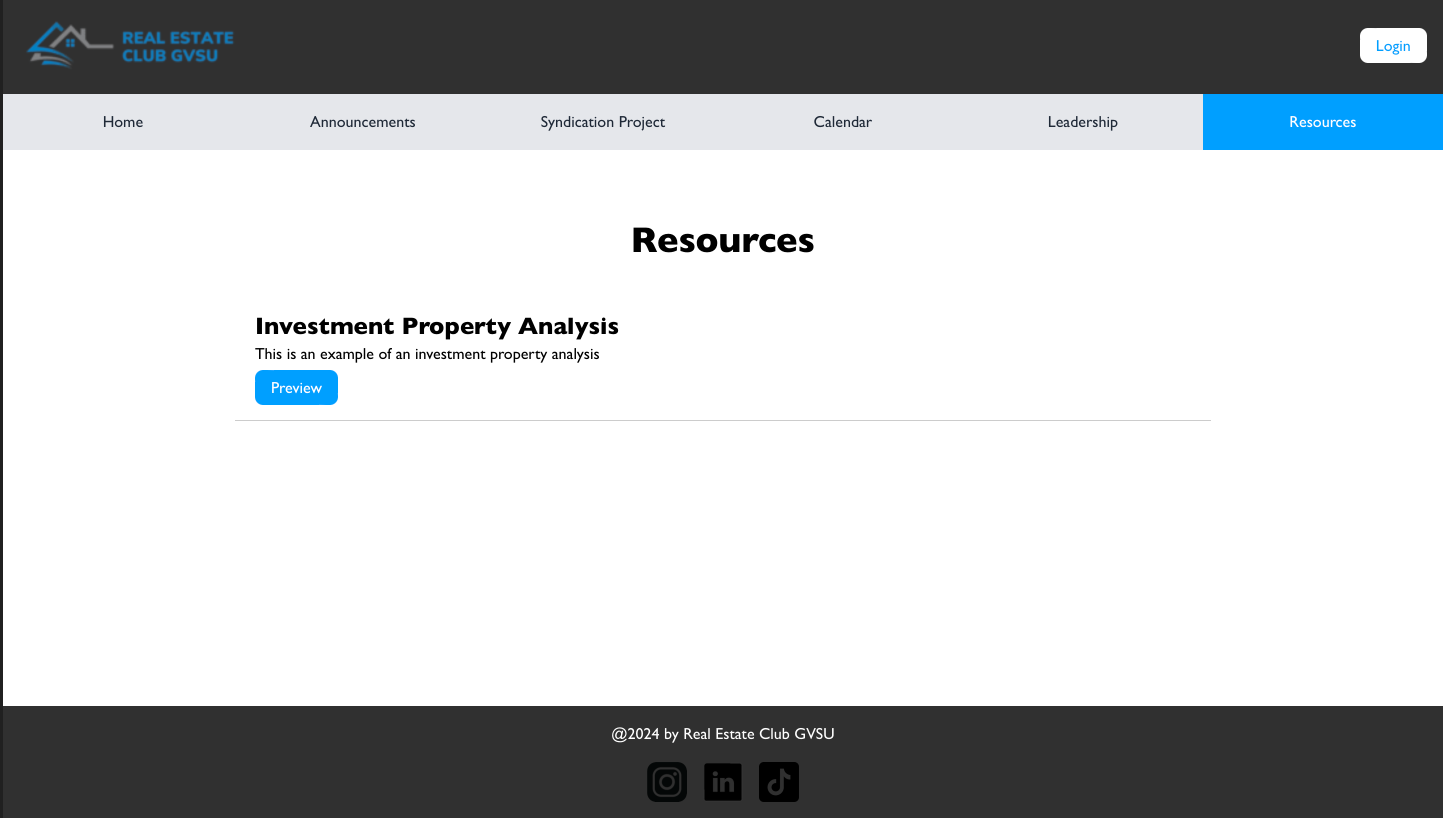 REAL ESTATE
CLUB GVSU
Login
Home
Announcements
Syndication Project
Calendar
Leadership
Resources
Resources
Investment Property Analysis
This is an example of an investment property analysis
Preview
@2024 by Real Estate Club GVSU
in